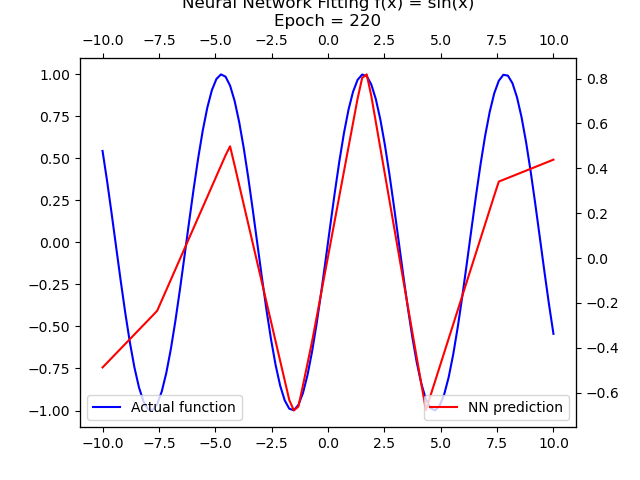 Neural Network Fitting f(x) = sin(x)
Epoch = 220
−10.0 −7.5 −5.0 −2.5 0.0 2.5 5.0 7.5 10.0
1.00
0.75
0.50
0.25
0.00
−0.25
−0.50
−0.75
−1.00
0.8
0.6
0.4
0.2
0.0
−0.2
−0.4
−0.6
Actual function
NN prediction
−10.0 −7.5 −5.0 −2.5 0.0 2.5 5.0 7.5 10.0